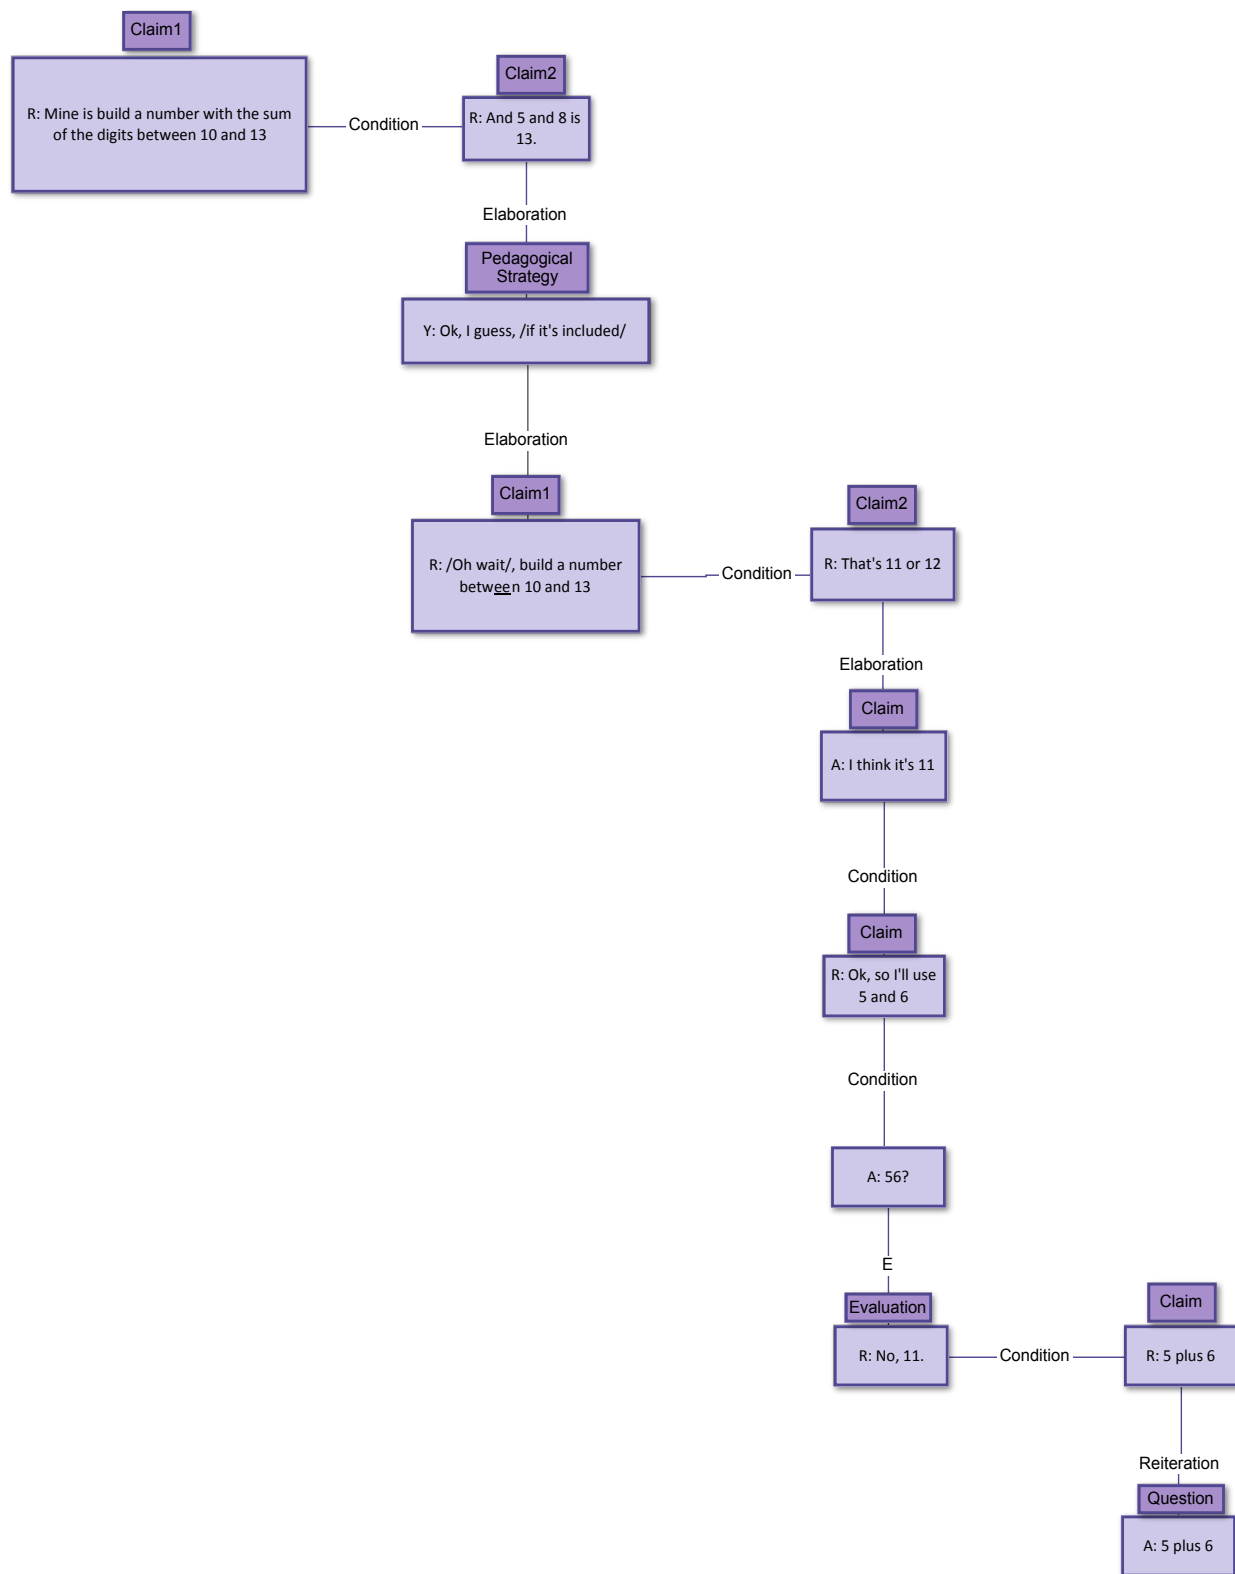 Claim1
R: Mine is build a number with the sum
of the digits between 10 and 13
Condition
Claim2
R: And 5 and 8 is
13.
Elaboration
Pedagogical
Strategy
Y: Ok, I guess, /if it's included/
Elaboration
Claim1
R: /Oh wait/, build a number
between 10 and 13
Condition
Claim2
R: That's 11 or 12
Elaboration
Claim
A: I think it's 11
Condition
Claim
R: Ok, so I'll use
5 and 6
Condition
A: 56?
E
Evaluation
R: No, 11.
Condition
Claim
R: 5 plus 6
Reiteration
Question
A: 5 plus 6